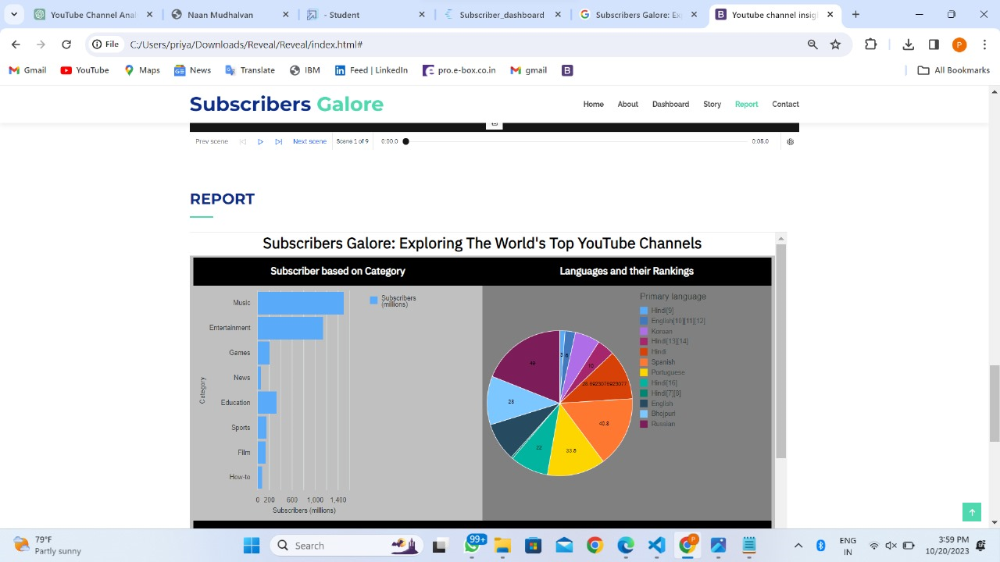 YouTube Channel Anal
Naan Mudhalvan
- Student
Subscriber_dashboard
Subscribers Galore: Exp
Youtube channel insig
File
C:/Users/priya/Downloads/Reveal/Reveal/index.html#
P
Gmail
YouTube
Maps
News
Translate
IBM
Feed | LinkedIn
pro.e-box.co.in
gmail
B
All Bookmarks
Subscribers Galore
Home
About
Dashboard
Story
Report
Contact
Prev scene
Next scene
Scene 1 of 9
0:00.0
0:05.0
REPORT
Subscribers Galore: Exploring The World's Top YouTube Channels
Subscriber based on Category
Languages and their Rankings
Category
Music
Entertainment
Games
News
Education
Sports
Film
How-to
0 200 600 1,000 1,400
Subscribers (millions)
Subscribers
(millions)
49
28
22
33.6
40.8
28.6923076923077
12
Primary language
Hindi[9]
English[10][11][12]
Korean
Hindi[13][14]
Hindi
Spanish
Portuguese
Hindi[16]
Hindi[7][8]
English
Bhojpuri
Russian
79°F
Partly sunny
Search
99+
P
ENG
IN
3:59 PM
10/20/2023